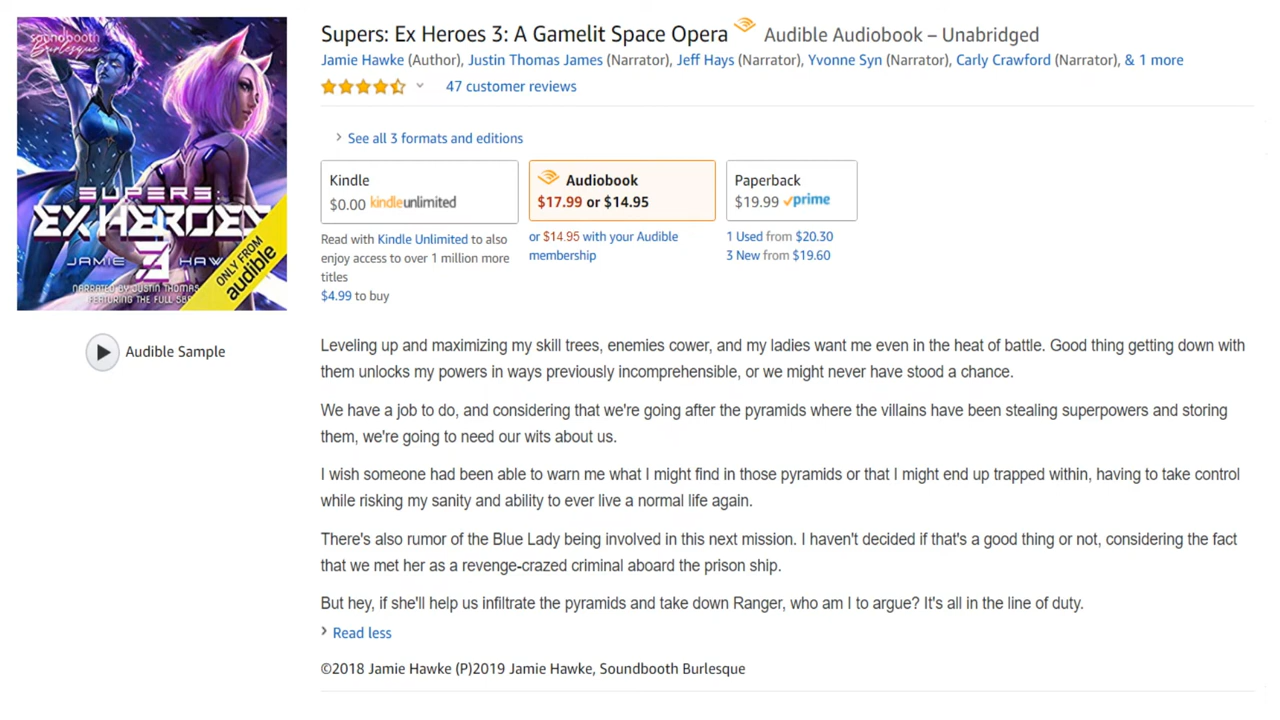 Soundbooth
Burlesque
SUPERS:
EX HEROES
3
JAMIE HAW
NARRATED BY JUSTIN THOMAS
FEATURING THE FULL SB
ONLY FROM
audible
Audible Sample
Supers: Ex Heroes 3: A Gamelit Space Opera Audible Audiobook – Unabridged
Jamie Hawke (Author), Justin Thomas James (Narrator), Jeff Hays (Narrator), Yvonne Syn (Narrator), Carly Crawford (Narrator), & 1 more
47 customer reviews
See all 3 formats and editions
Kindle
$0.00 kindleunlimited
Read with Kindle Unlimited to also
enjoy access to over 1 million more
titles
$4.99 to buy
Audiobook
$17.99 or $14.95
or $14.95 with your Audible
membership
Paperback
$19.99 prime
1 Used from $20.30
3 New from $19.60
Leveling up and maximizing my skill trees, enemies cower, and my ladies want me even in the heat of battle. Good thing getting down with
them unlocks my powers in ways previously incomprehensible, or we might never have stood a chance.
We have a job to do, and considering that we're going after the pyramids where the villains have been stealing superpowers and storing
them, we're going to need our wits about us.
I wish someone had been able to warn me what I might find in those pyramids or that I might end up trapped within, having to take control
while risking my sanity and ability to ever live a normal life again.
There's also rumor of the Blue Lady being involved in this next mission. I haven't decided if that's a good thing or not, considering the fact
that we met her as a revenge-crazed criminal aboard the prison ship.
But hey, if she'll help us infiltrate the pyramids and take down Ranger, who am I to argue? It's all in the line of duty.
Read less
©2018 Jamie Hawke (P)2019 Jamie Hawke, Soundbooth Burlesque